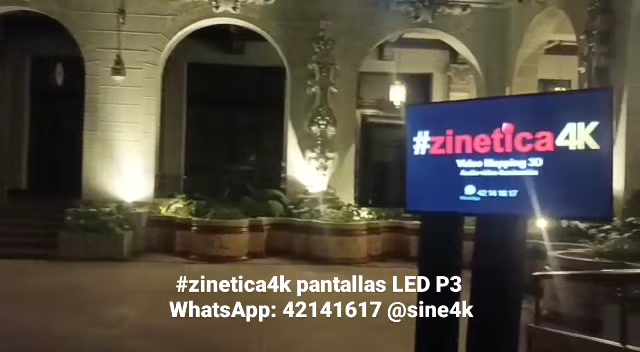 #zinetica4K
Video Mapping 3D
42 14 16 17
#zinetica4k pantallas LED P3
WhatsApp: 42141617 @sine4k